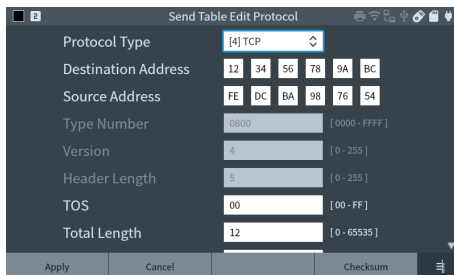 2 Send Table Edit Protocol
Protocol Type [4] TCP
Destination Address 12 34 56 78 9A BC
Source Address FE DC BA 98 76 54
Type Number 0800 [ 0000 - FFFF ]
Version 4 [ 0 - 255 ]
Header Length 5 [ 0 - 255 ]
TOS 00 [ 00 - FF ]
Total Length 12 [ 0 - 65535 ]
Apply Cancel Checksum